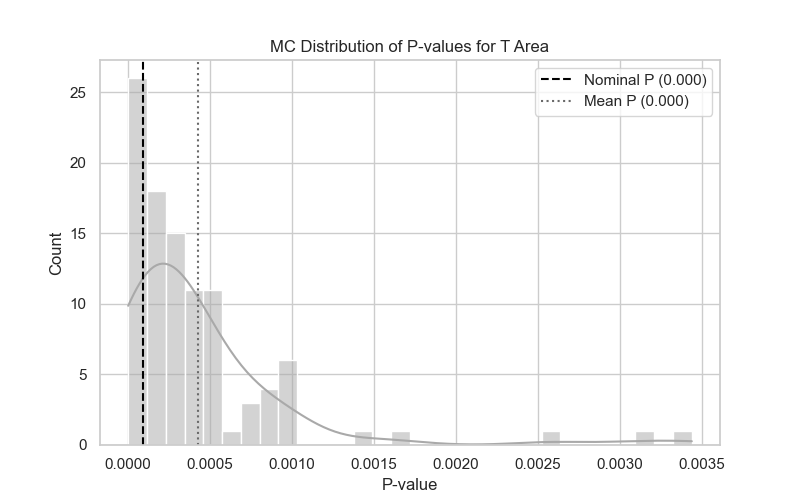 MC Distribution of P-values for T Area
Nominal P (0.000)
Mean P (0.000)
Count
25
20
15
10
5
0
0.0000 0.0005 0.0010 0.0015 0.0020 0.0025 0.0030 0.0035
P-value